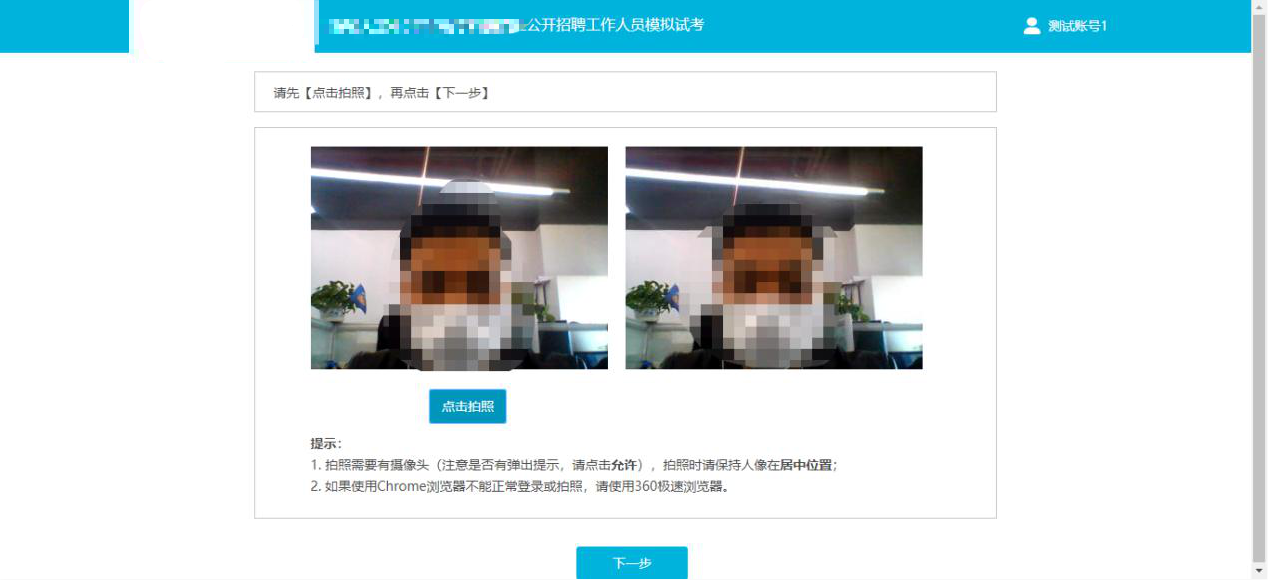 公开招聘工作人员模拟试考
测试账号1
请先【点击拍照】，再点击【下一步】
点击拍照
提示：
1. 拍照需要有摄像头（注意是否有弹出提示，请点击允许），拍照时请保持人像在居中位置；
2. 如果使用Chrome浏览器不能正常登录或拍照，请使用360极速浏览器。
下一步